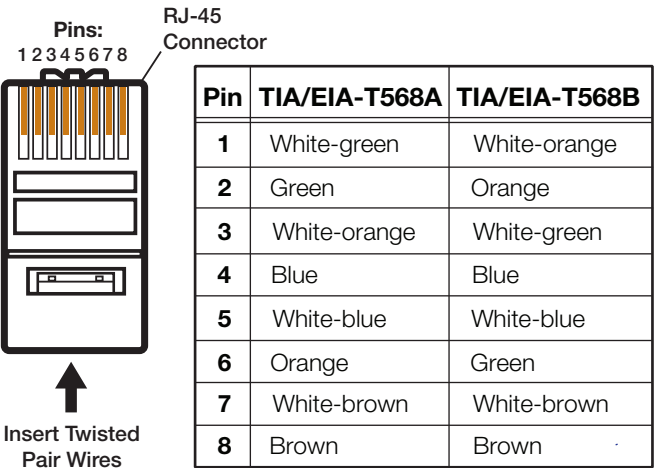 Pins:
1 2 3 4 5 6 7 8
RJ-45
Connector
Insert Twisted
Pair Wires
Pin TIA/EIA-T568A TIA/EIA-T568B
1 White-green White-orange
2 Green Orange
3 White-orange White-green
4 Blue Blue
5 White-blue White-blue
6 Orange Green
7 White-brown White-brown
8 Brown Brown